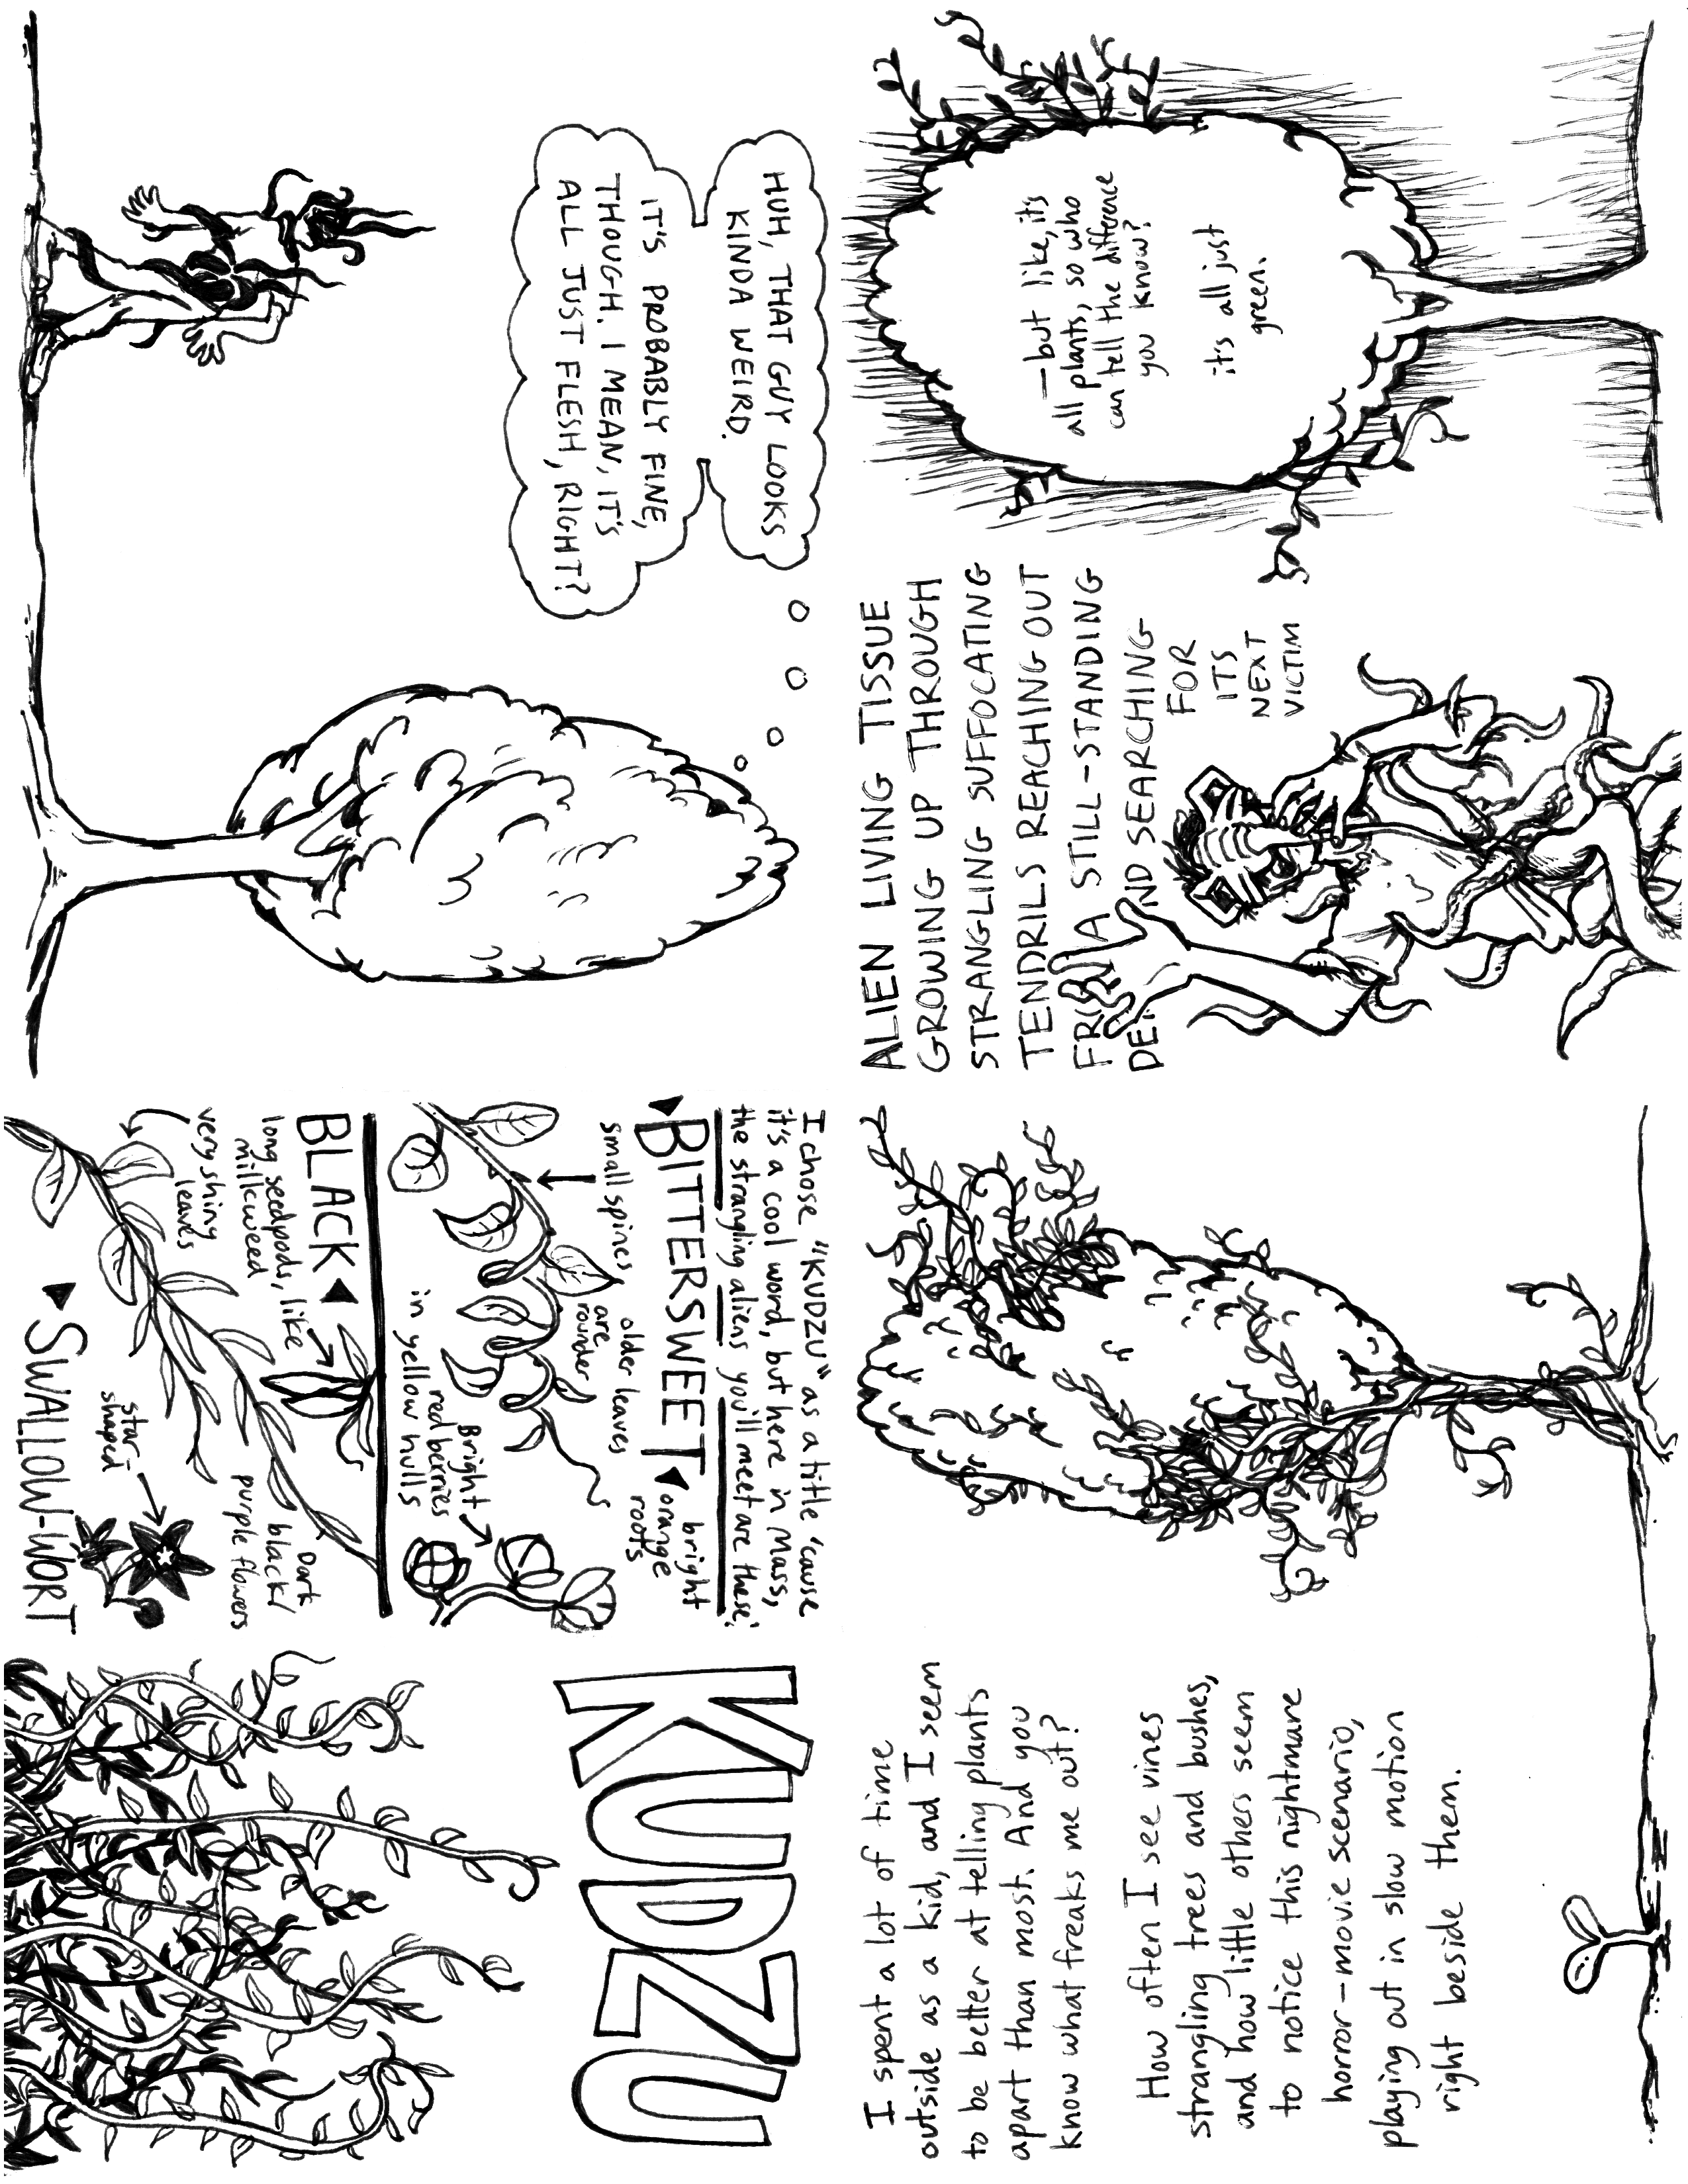 KUDZU
I spent a lot of time
outside as a kid, and I seem
to be better at telling plants
apart than most. And you
know what freaks me out?
How often I see vines
strangling trees and bushes,
and how little others seem
to notice this nightmare
horror-movie scenario,
playing out in slow motion
right beside them.
ALIEN LIVING TISSUE
GROWING UP THROUGH
STRANGLING SUFFOCATING
TENDRILS REACHING OUT
FROM A STILL-STANDING
DE ND SEARCHING
FOR
ITS
NEXT
VICTIM
—but like, it's
all plants, so who
can tell the difference
you know?
it's all just
green.
HUH, THAT GUY LOOKS
KINDA WEIRD.
IT'S PROBABLY FINE,
THOUGH. I MEAN, IT'S
ALL JUST FLESH, RIGHT?
I chose "KUDZU" as a title 'cause
it's a cool word, but here in Mass,
the strangling aliens you'll meet are these:
BITTERSWEET
bright
orange
roots
small spines
older leaves
are
rounder
Bright
red berries
in yellow hulls
BLACK
long seedpods, like
milkweed
very shiny
leaves
Dark
black/
purple flowers
star-
shaped
SWALLOW-WORT